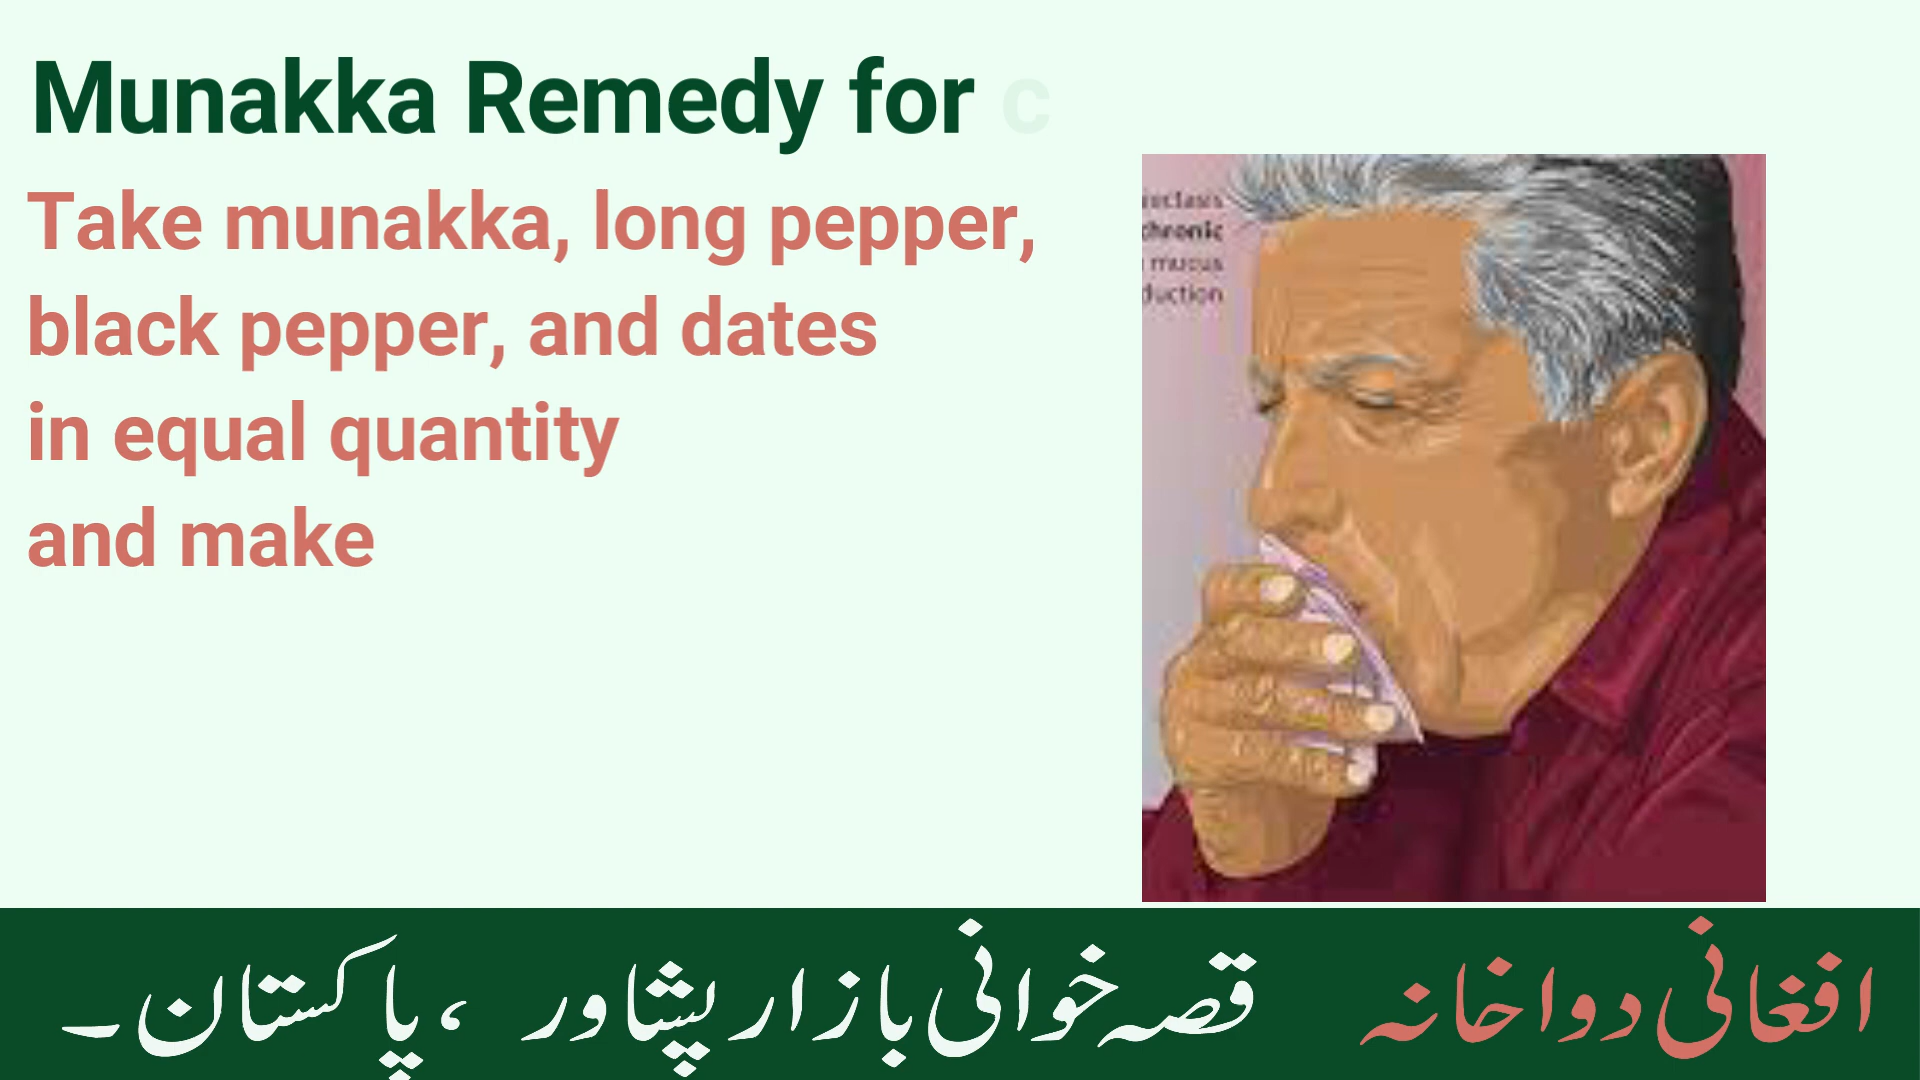 Munakka Remedy for c
Take munakka, long pepper,
black pepper, and dates
in equal quantity
and make
chronic
mucus
duction
افغانی دواخانہ قصہ خوانی بازار پشاور ، پاکستان۔